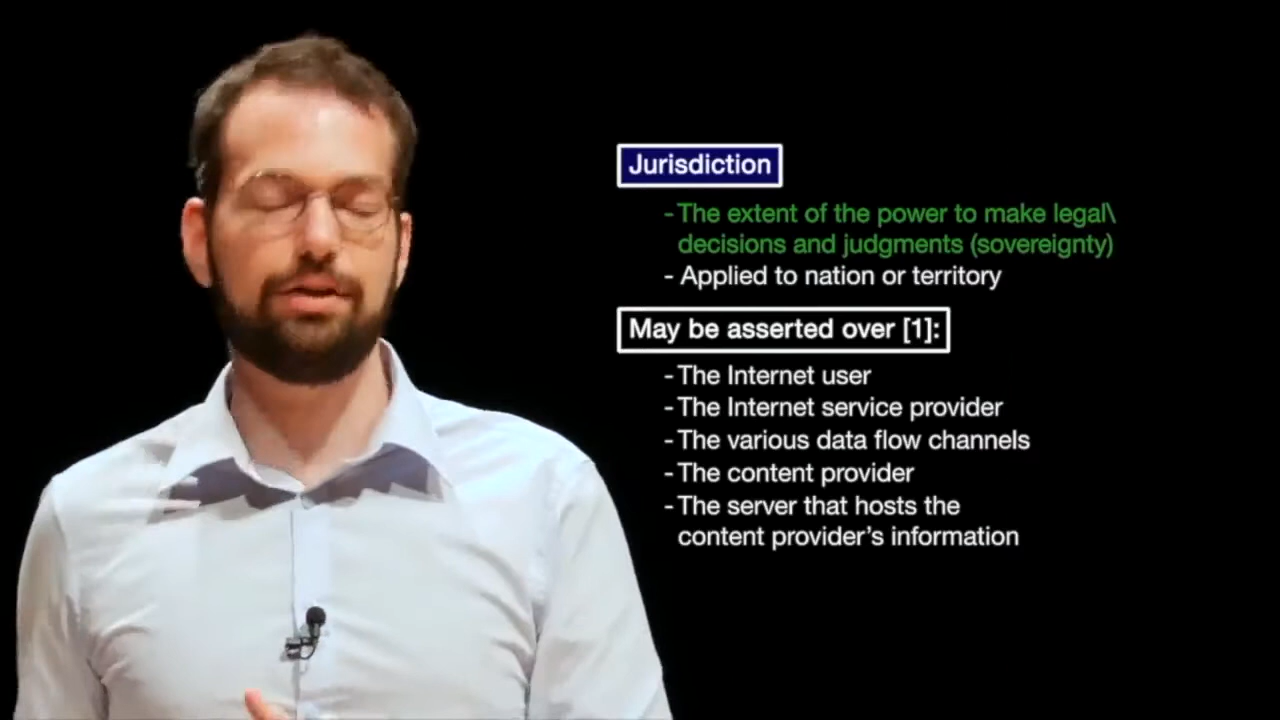 Jurisdiction
- The extent of the power to make legal\
decisions and judgments (sovereignty)
- Applied to nation or territory
May be asserted over [1]:
- The Internet user
- The Internet service provider
- The various data flow channels
- The content provider
- The server that hosts the
content provider's information